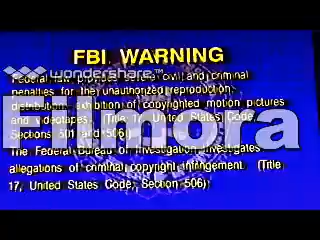 FBI WARNING
Federal law provides severe civil and criminal
wondershare™
penalties for the unauthorized reproduction,
distribution, exhibition of copyrighted motion pictures
filmora
and videotapes. (Title 17, United States Code,
Sections 501 and 506)
The Federal Bureau of Investigation investigates
allegations of criminal copyright infringement. (Title
17, United States Code, Section 506)